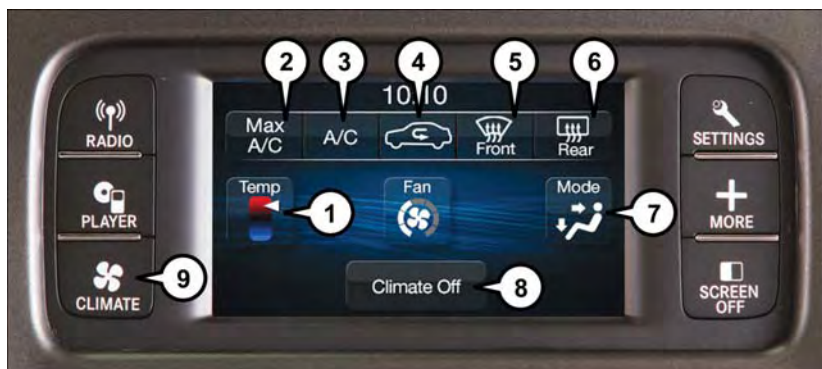 2
3
4
5
6
10:10
RADIO
Max
A/C
A/C
Front
Rear
SETTINGS
PLAYER
Temp
1
Fan
Mode
7
MORE
9
CLIMATE
Climate Off
8
SCREEN
OFF